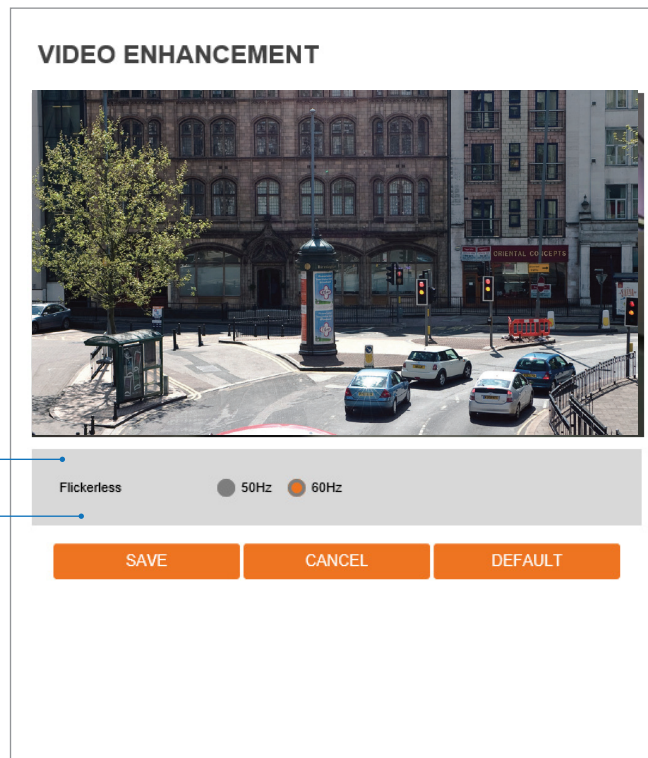 VIDEO ENHANCEMENT
ORIENTAL CONCEPTS
Flickerless 50Hz 60Hz
SAVE CANCEL DEFAULT